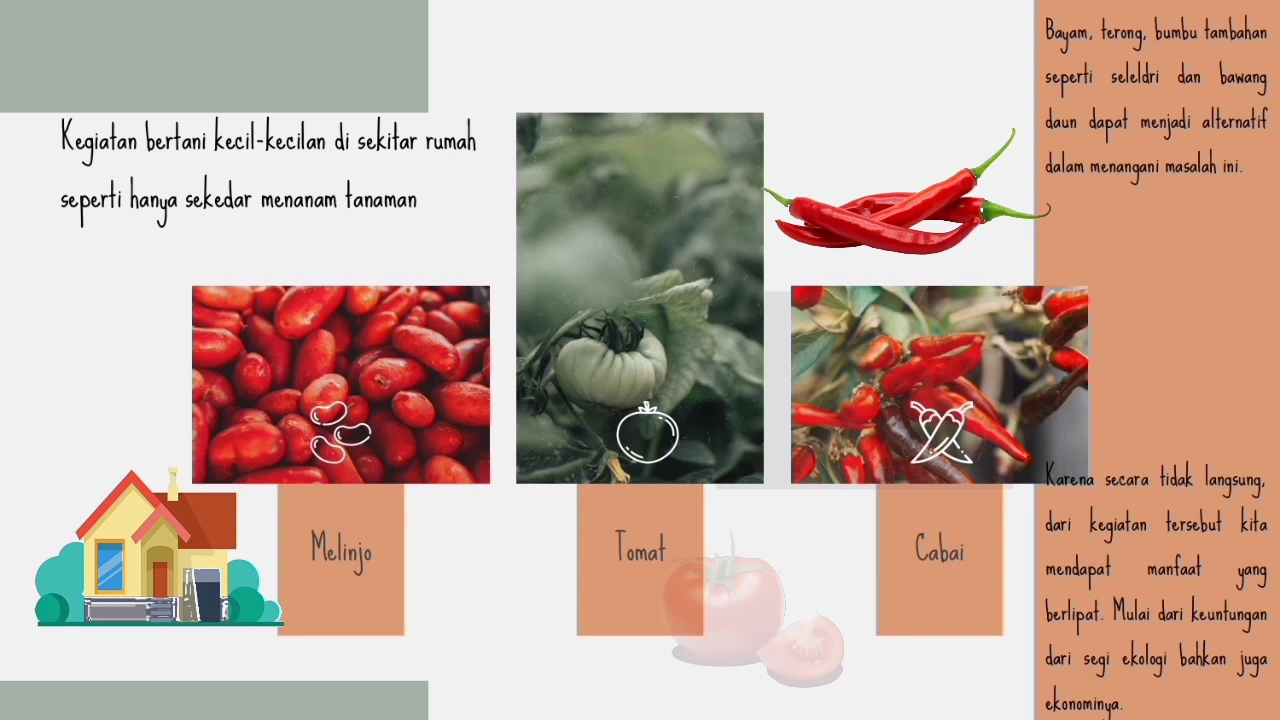 Kegiatan bertani kecil-kecilan di sekitar rumah
seperti hanya sekedar menanam tanaman
Melinjo
Tomat
Cabai
Bayam, terong, bumbu tambahan
seperti seleldri dan bawang
daun dapat menjadi alternatif
dalam menangani masalah ini.
Karena secara tidak langsung,
dari kegiatan tersebut kita
mendapat manfaat yang
berlipat. Mulai dari keuntungan
dari segi ekologi bahkan juga
ekonominya.